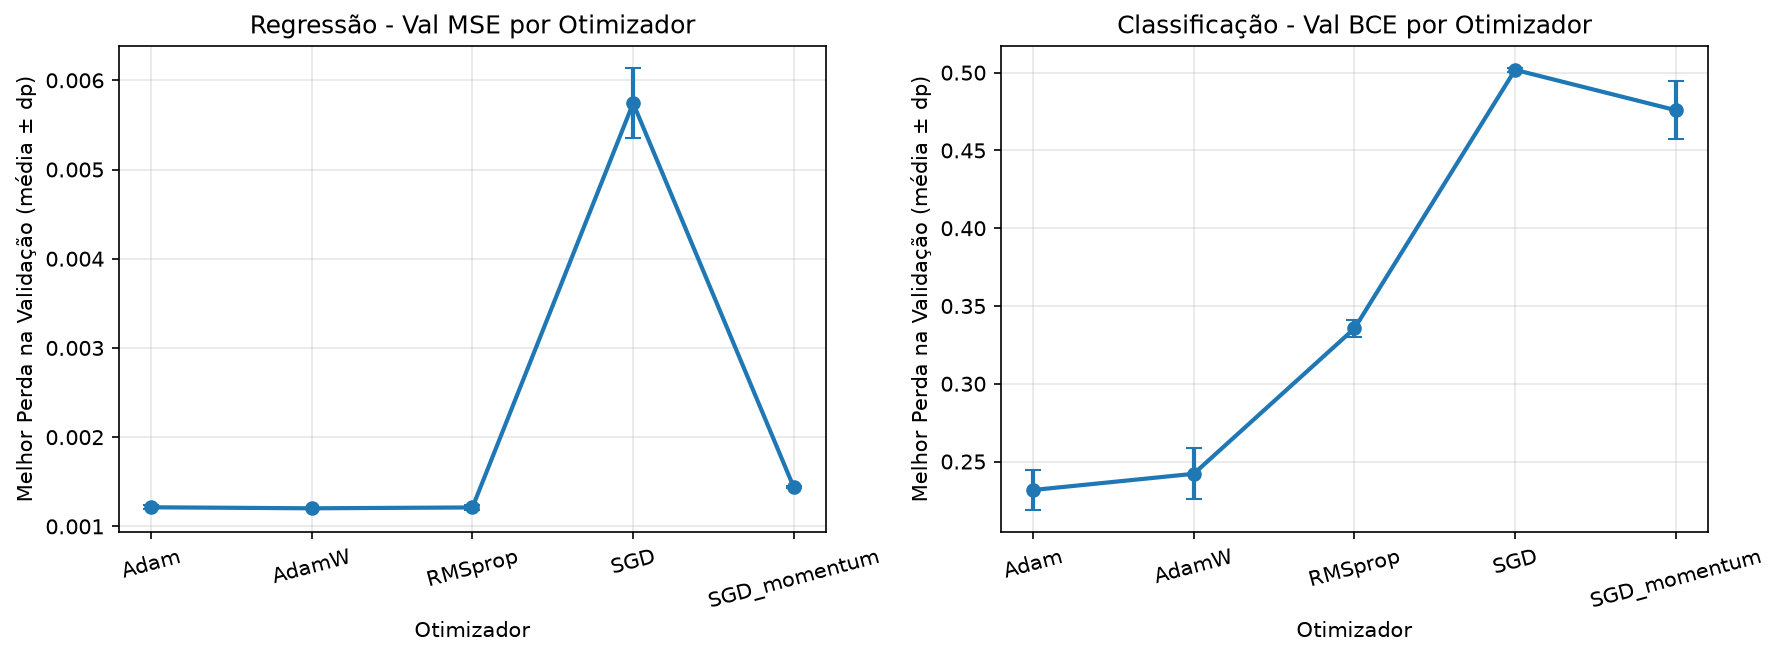 Regressão - Val MSE por Otimizador
Melhor Perda na Validação (média ± dp)
0.006
0.005
0.004
0.003
0.002
0.001
Adam
AdamW
RMSprop
SGD
SGD_momentum
Otimizador
Classificação - Val BCE por Otimizador
Melhor Perda na Validação (média ± dp)
0.50
0.45
0.40
0.35
0.30
0.25
Adam
AdamW
RMSprop
SGD
SGD_momentum
Otimizador